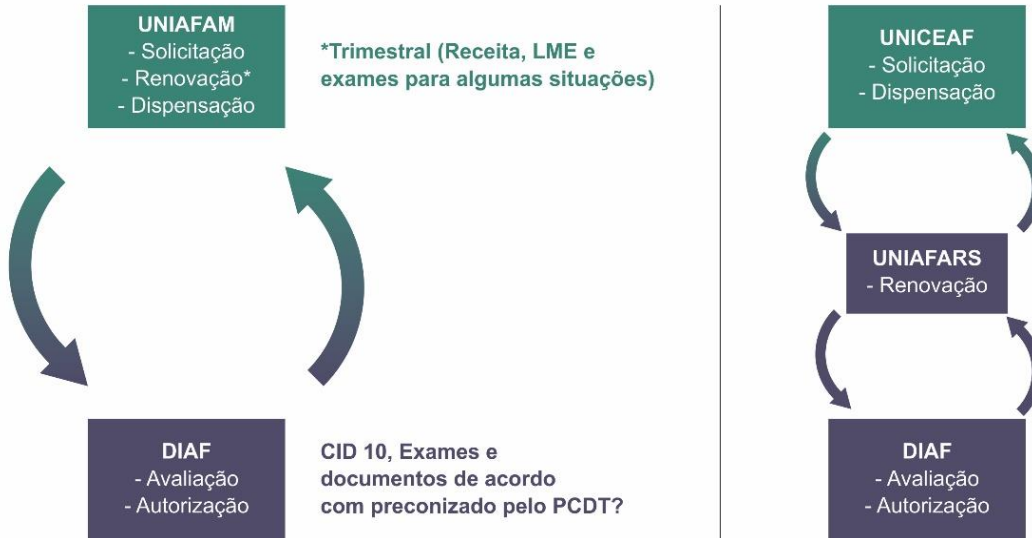 UNIAFAM
- Solicitação
- Renovação*
- Dispensação
*Trimestral (Receita, LME e
exames para algumas situações)
DIAF
- Avaliação
- Autorização
CID 10, Exames e
documentos de acordo
com preconizado pelo PCDT?
UNICEAF
- Solicitação
- Dispensação
UNIAFARS
- Renovação
DIAF
- Avaliação
- Autorização